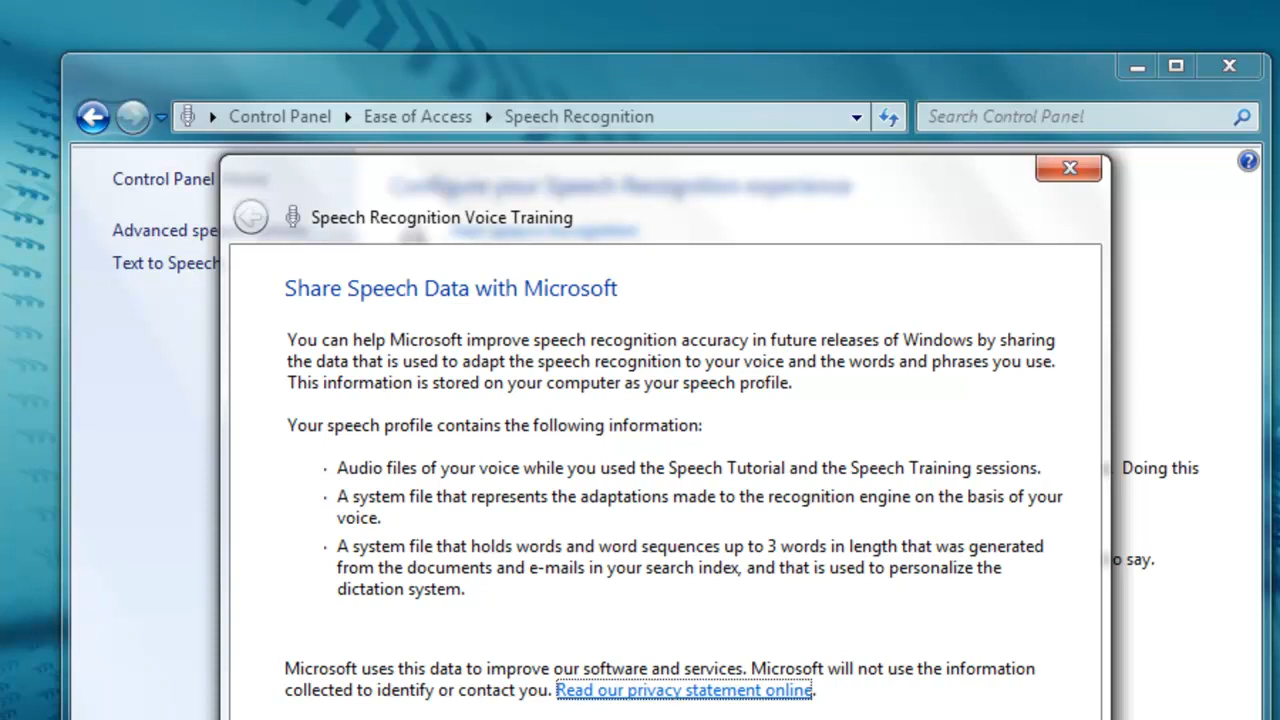 Control Panel Ease of Access Speech Recognition
Search Control Panel
Control Panel
Configure your Speech Recognition experience
Advanced spe
Speech Recognition Voice Training
Text to Speech
Share Speech Data with Microsoft
You can help Microsoft improve speech recognition accuracy in future releases of Windows by sharing
the data that is used to adapt the speech recognition to your voice and the words and phrases you use.
This information is stored on your computer as your speech profile.
Your speech profile contains the following information:
· Audio files of your voice while you used the Speech Tutorial and the Speech Training sessions.
Doing this
· A system file that represents the adaptations made to the recognition engine on the basis of your
voice.
· A system file that holds words and word sequences up to 3 words in length that was generated
from the documents and e-mails in your search index, and that is used to personalize the
o say.
dictation system.
Microsoft uses this data to improve our software and services. Microsoft will not use the information
collected to identify or contact you. Read our privacy statement online.